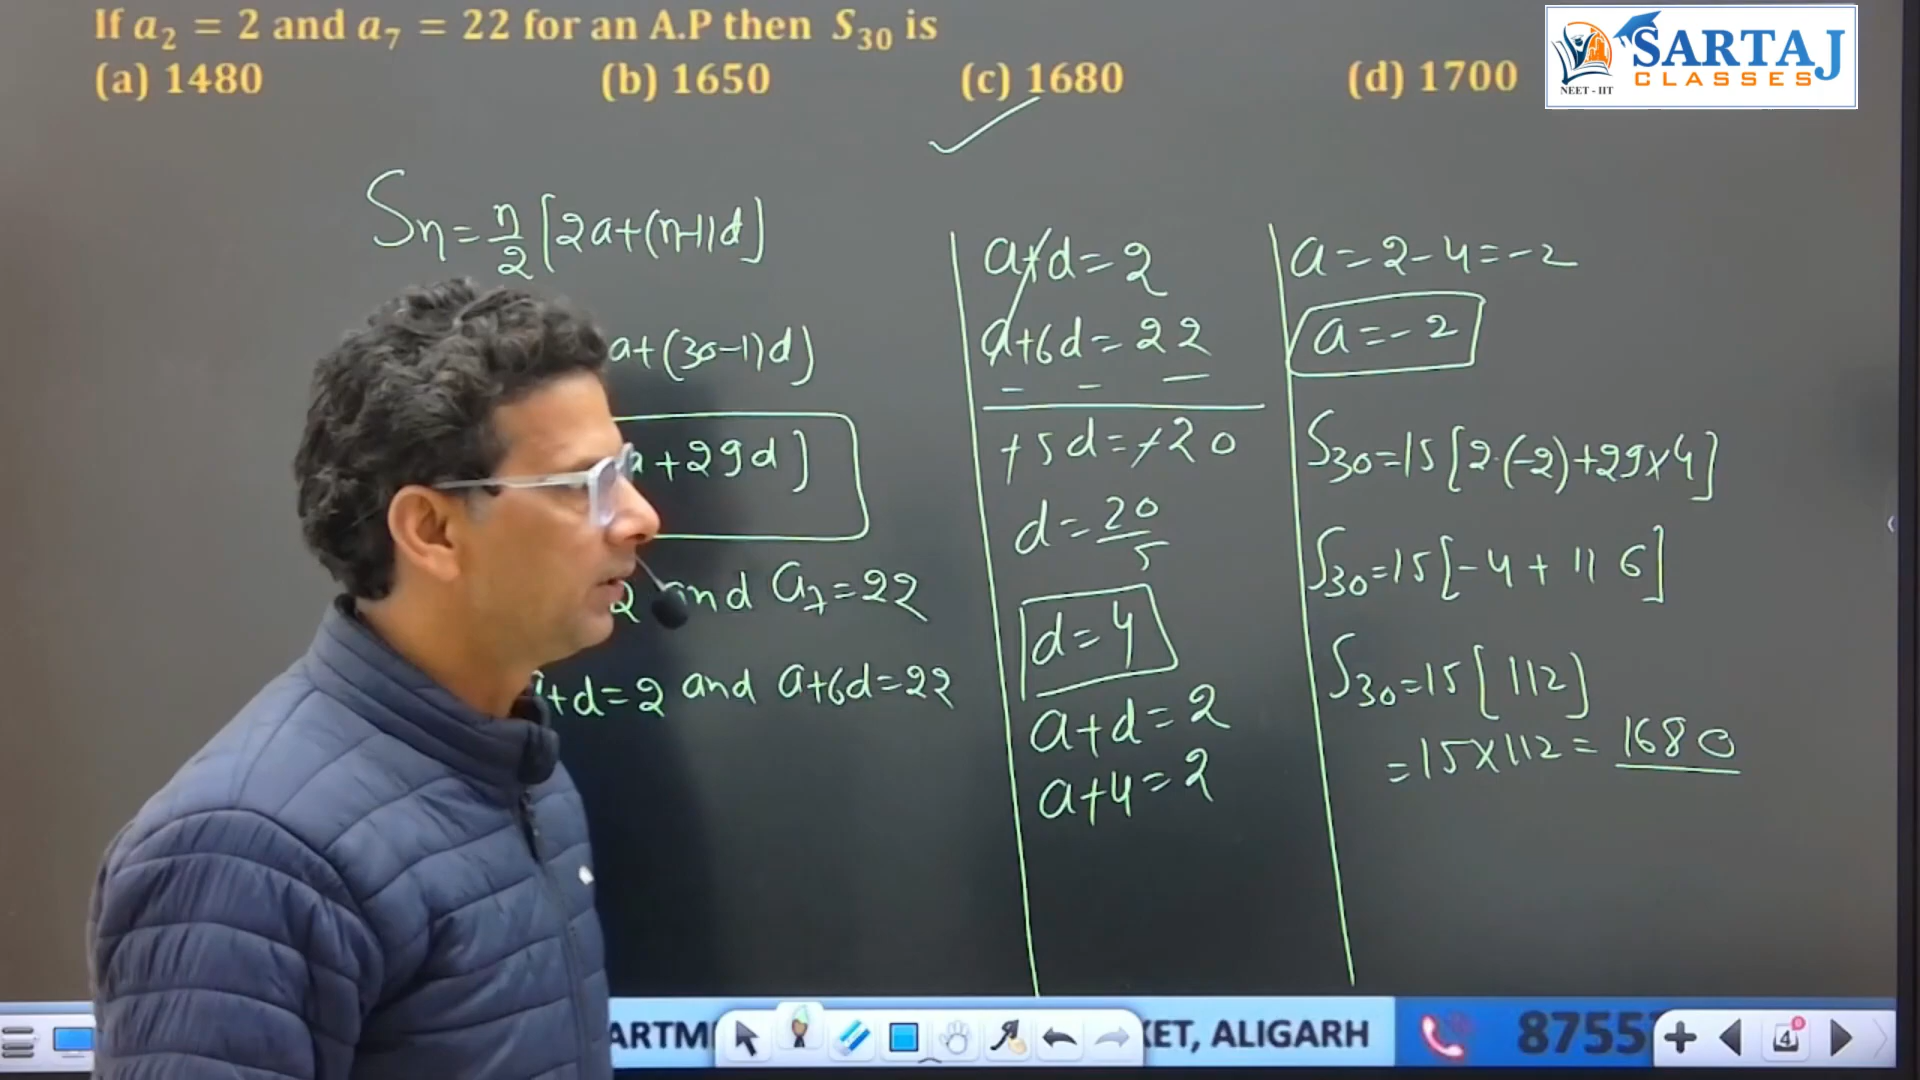 If a₂ = 2 and a₇ = 22 for an A.P then S₃₀ is
(a) 1480 (b) 1650 (c) 1680 (d) 1700
SARTAJ
CLASSES
NEET - IIT
Sn = n/2 [2a+(n-1)d]
a+(30-1)d]
+29d]
2 and a₇=22
+d=2 and a+6d=22
a+d=2
a+6d=22
- - -
+5d=+20
d=20/5
d=4
a+d=2
a+4=2
a=2-4=-2
a=-2
S₃₀=15[2·(-2)+29×4]
S₃₀=15[-4+116]
S₃₀=15[112]
=15×112=1680
ALIGARH
4